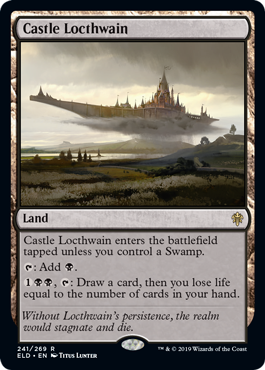 Castle Locthwain
Land
Castle Locthwain enters the battlefield
tapped unless you control a Swamp.
: Add .
1, : Draw a card, then you lose life
equal to the number of cards in your hand.
Without Locthwain's persistence, the realm
would stagnate and die.
241/269 R
ELD • EN TITUS LUNTER
™ & © 2019 Wizards of the Coast